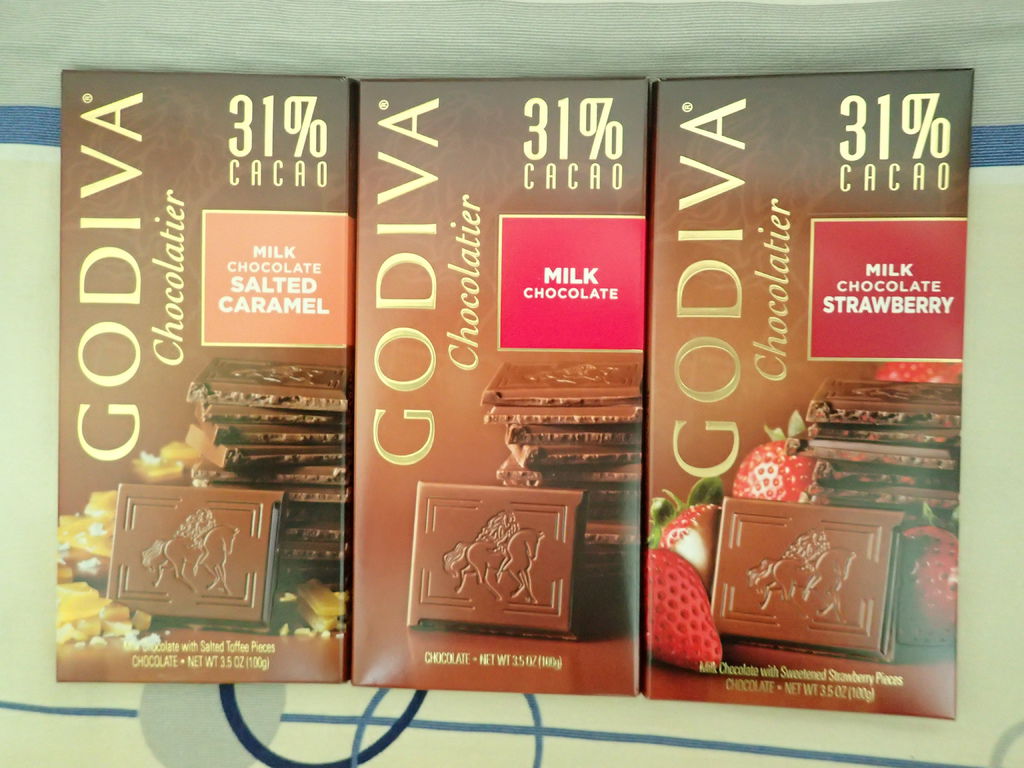 GODIVA®
Chocolatier
31%
CACAO
MILK
CHOCOLATE
SALTED
CARAMEL
Milk Chocolate with Salted Toffee Pieces
CHOCOLATE • NET WT 3.5 OZ (100g)
GODIVA®
Chocolatier
31%
CACAO
MILK
CHOCOLATE
CHOCOLATE • NET WT 3.5 OZ (100g)
GODIVA®
Chocolatier
31%
CACAO
MILK
CHOCOLATE
STRAWBERRY
Milk Chocolate with Sweetened Strawberry Pieces
CHOCOLATE • NET WT 3.5 OZ (100g)